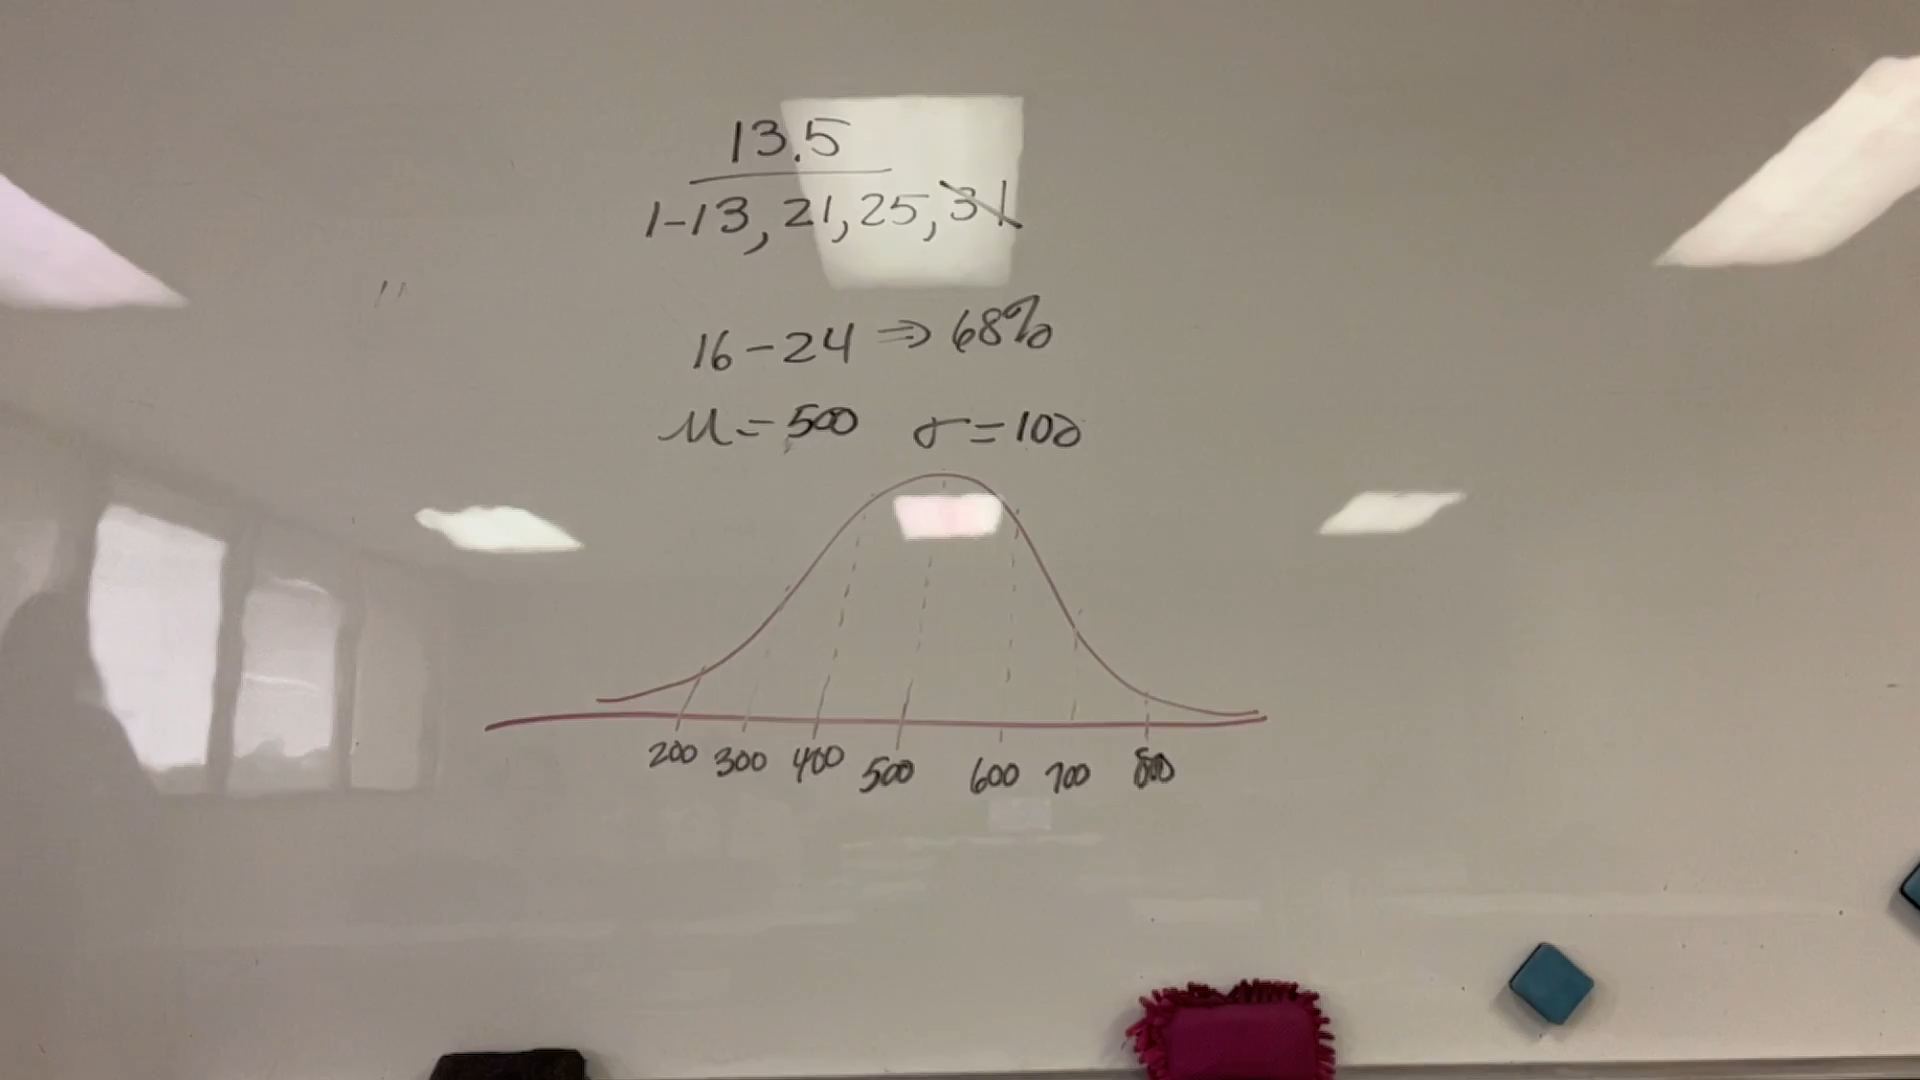 13.5
1-13, 21, 25, 31
16-24 ⇒ 68%
μ = 500 σ = 100
200 300 400 500 600 700 800